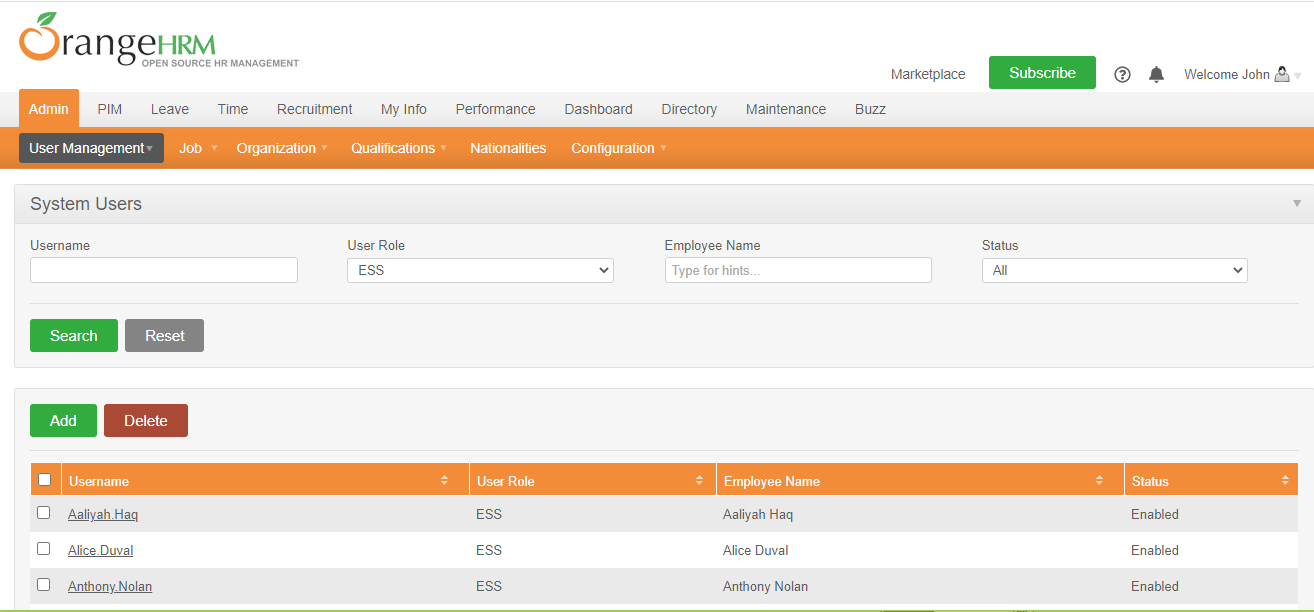 OrangeHRM
OPEN SOURCE HR MANAGEMENT
Marketplace Subscribe ? Welcome John
Admin PIM Leave Time Recruitment My Info Performance Dashboard Directory Maintenance Buzz
User Management Job Organization Qualifications Nationalities Configuration
System Users
Username User Role Employee Name Status
ESS Type for hints... All
Search Reset
Add Delete
Username User Role Employee Name Status
Aaliyah.Haq ESS Aaliyah Haq Enabled
Alice.Duval ESS Alice Duval Enabled
Anthony.Nolan ESS Anthony Nolan Enabled